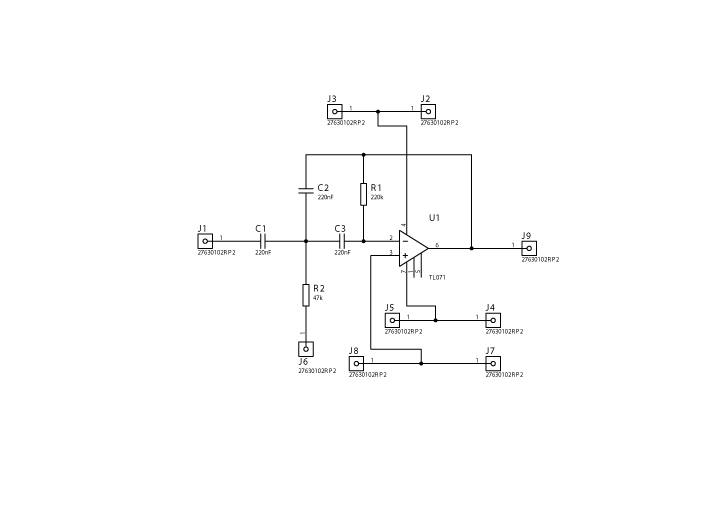 J3 J2
1 1
27630102RP2 27630102RP2
C2 R1
220nF 220k
U1
4
J1 C1 C3
1 2 6 1 J9
27630102RP2 220nF 220nF 3 27630102RP2
7 1 5 TL071
R2
47k
J5 J4
1 1
27630102RP2 27630102RP2
1
J8 J7
J6 1 1
27630102RP2 27630102RP2 27630102RP2